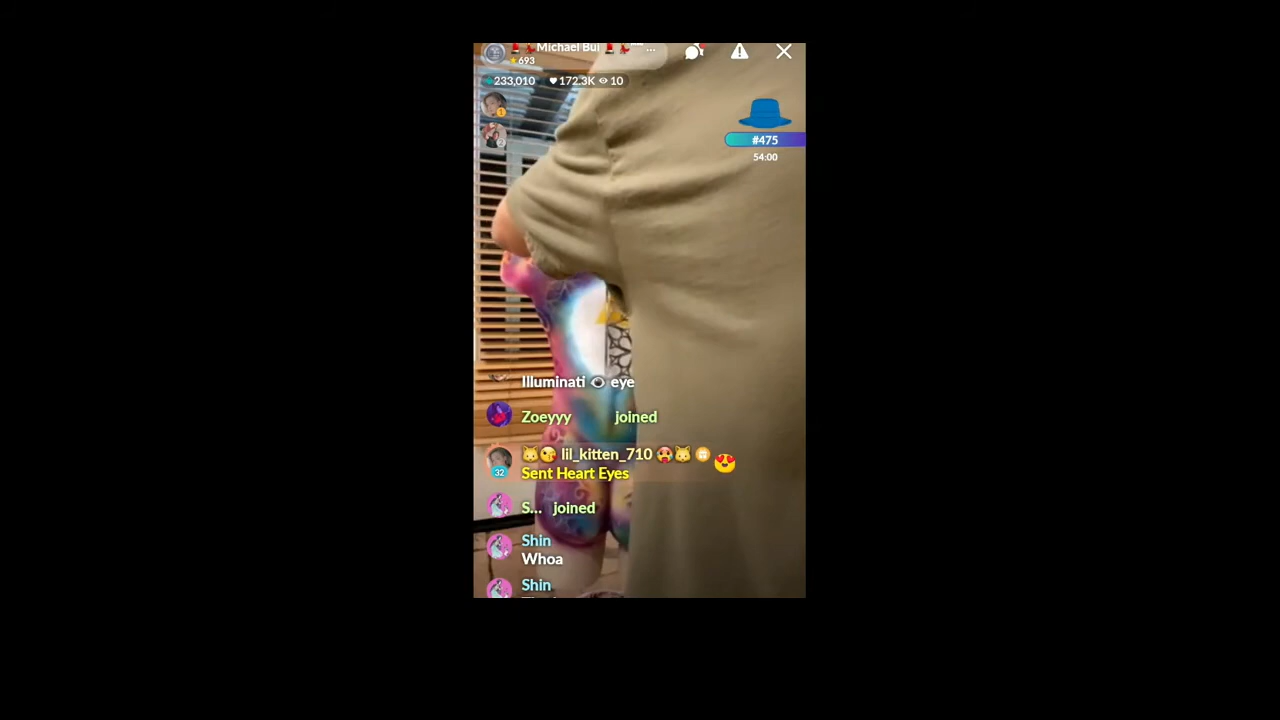 Michael Bui ...
693
233,010 172.3K 10
#475
54:00
Illuminati 👁 eye
Zoeyyy joined
lil_kitten_710
32
Sent Heart Eyes
S... joined
Shin
Whoa
Shin